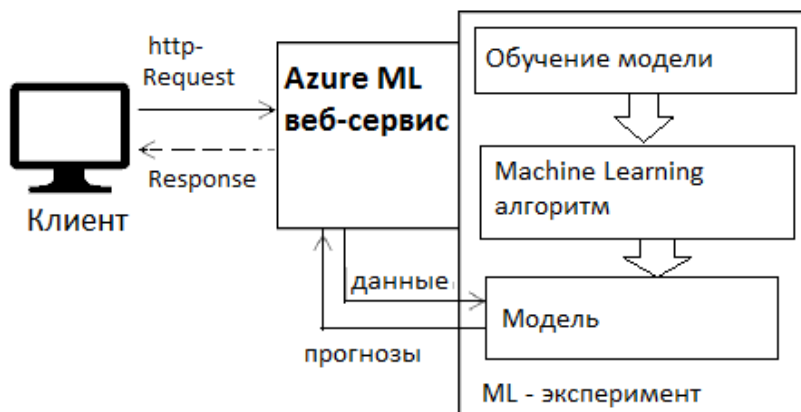 http-
Request
Response
Клиент
Azure ML
веб-сервис
данные
прогнозы
Обучение модели
Machine Learning
алгоритм
Модель
ML - эксперимент